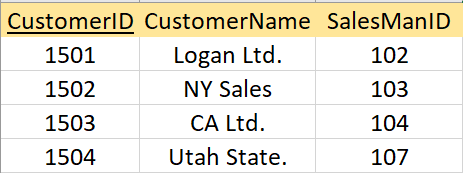 CustomerID CustomerName SalesManID
1501 Logan Ltd. 102
1502 NY Sales 103
1503 CA Ltd. 104
1504 Utah State. 107